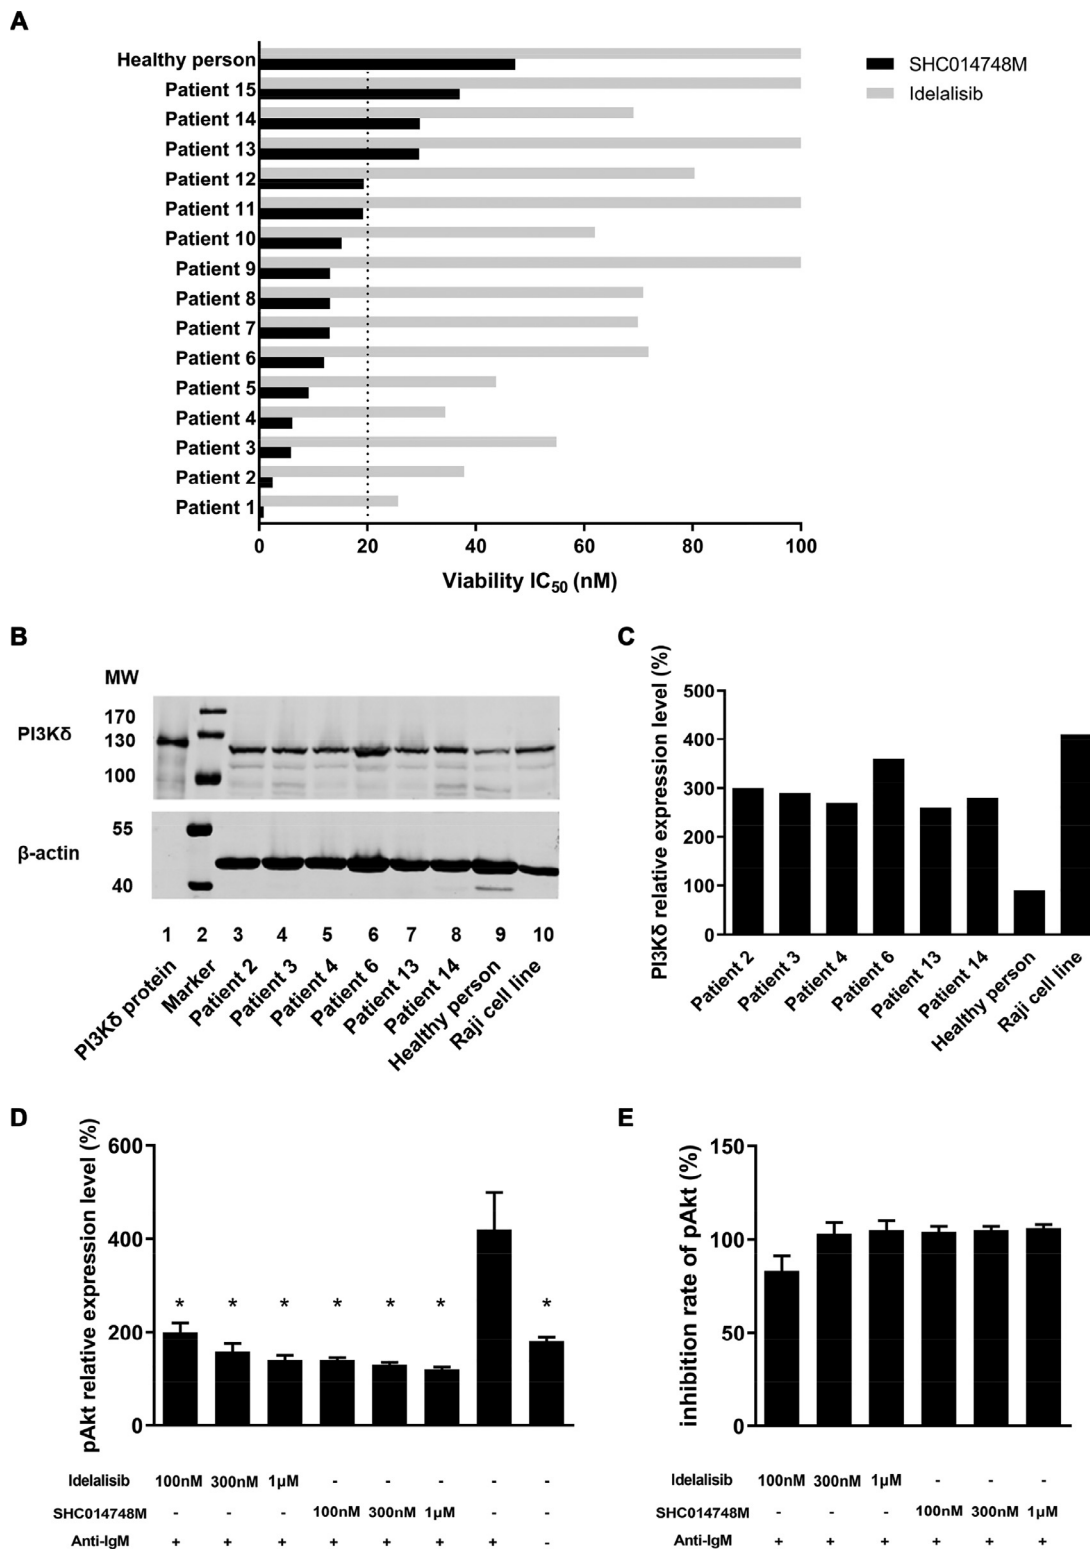 A
Healthy person
Patient 15
Patient 14
Patient 13
Patient 12
Patient 11
Patient 10
Patient 9
Patient 8
Patient 7
Patient 6
Patient 5
Patient 4
Patient 3
Patient 2
Patient 1
0 20 40 60 80 100
Viability IC50 (nM)
SHC014748M
Idelalisib
B
MW
PI3Kδ
170
130
100
β-actin
55
40
1 2 3 4 5 6 7 8 9 10
PI3Kδ protein
Marker
Patient 2
Patient 3
Patient 4
Patient 6
Patient 13
Patient 14
Healthy person
Raji cell line
C
PI3Kδ relative expression level (%)
500
400
300
200
100
0
Patient 2
Patient 3
Patient 4
Patient 6
Patient 13
Patient 14
Healthy person
Raji cell line
D
pAkt relative expression level (%)
600
400
200
0
* * * * * * *
Idelalisib 100nM 300nM 1μM - - - - -
SHC014748M - - - 100nM 300nM 1μM - -
Anti-IgM + + + + + + + -
E
inhibition rate of pAkt (%)
150
100
50
0
Idelalisib 100nM 300nM 1μM - - -
SHC014748M - - - 100nM 300nM 1μM
Anti-IgM + + + + + +